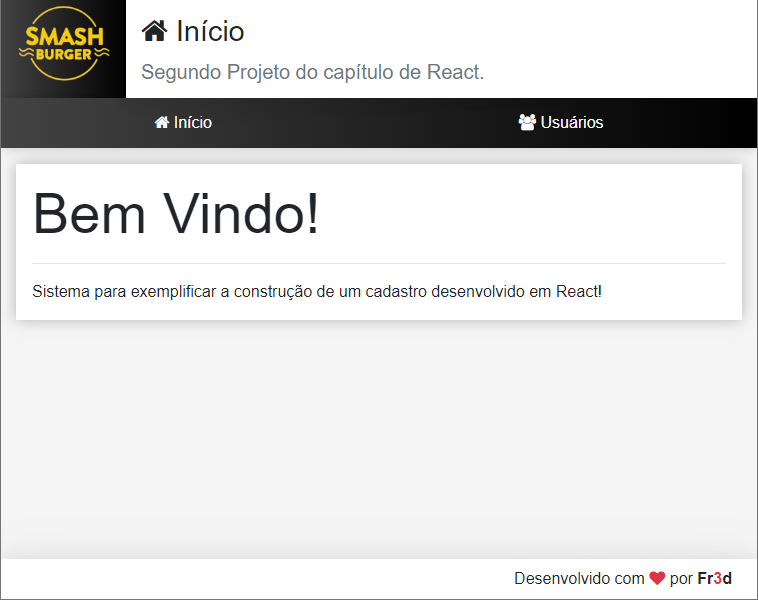 SMASH
BURGER
Início
Segundo Projeto do capítulo de React.
Início
Usuários
Bem Vindo!
Sistema para exemplificar a construção de um cadastro desenvolvido em React!
Desenvolvido com por Fr3d